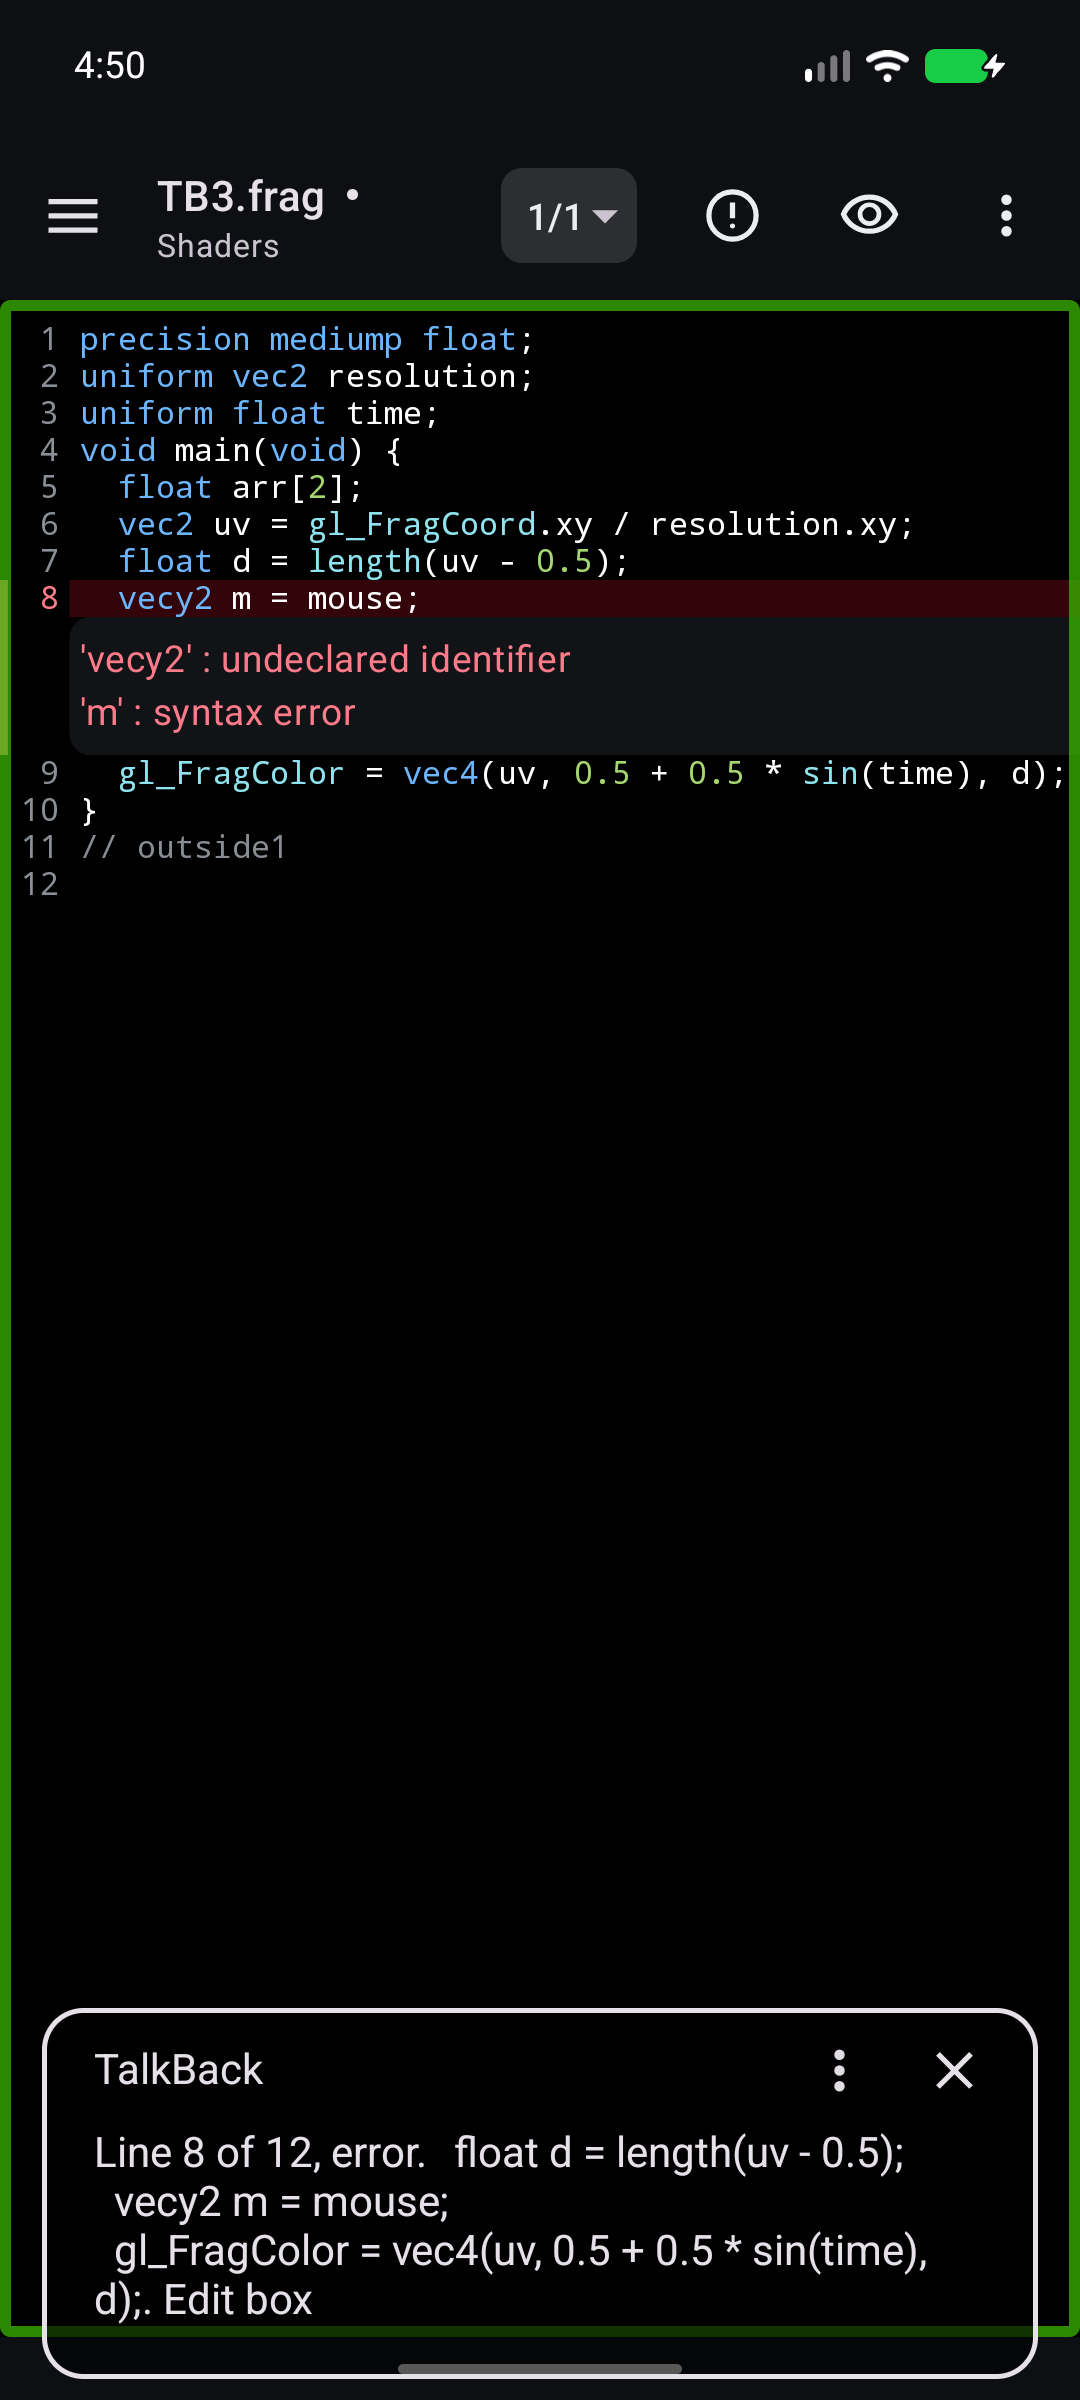 4:50
TB3.frag •
Shaders
1/1
1 precision mediump float;
2 uniform vec2 resolution;
3 uniform float time;
4 void main(void) {
5   float arr[2];
6   vec2 uv = gl_FragCoord.xy / resolution.xy;
7   float d = length(uv - 0.5);
8   vecy2 m = mouse;
'vecy2' : undeclared identifier
'm' : syntax error
9   gl_FragColor = vec4(uv, 0.5 + 0.5 * sin(time), d);
10 }
11 // outside1
12
TalkBack
Line 8 of 12, error.   float d = length(uv - 0.5);
  vecy2 m = mouse;
  gl_FragColor = vec4(uv, 0.5 + 0.5 * sin(time),
d);. Edit box